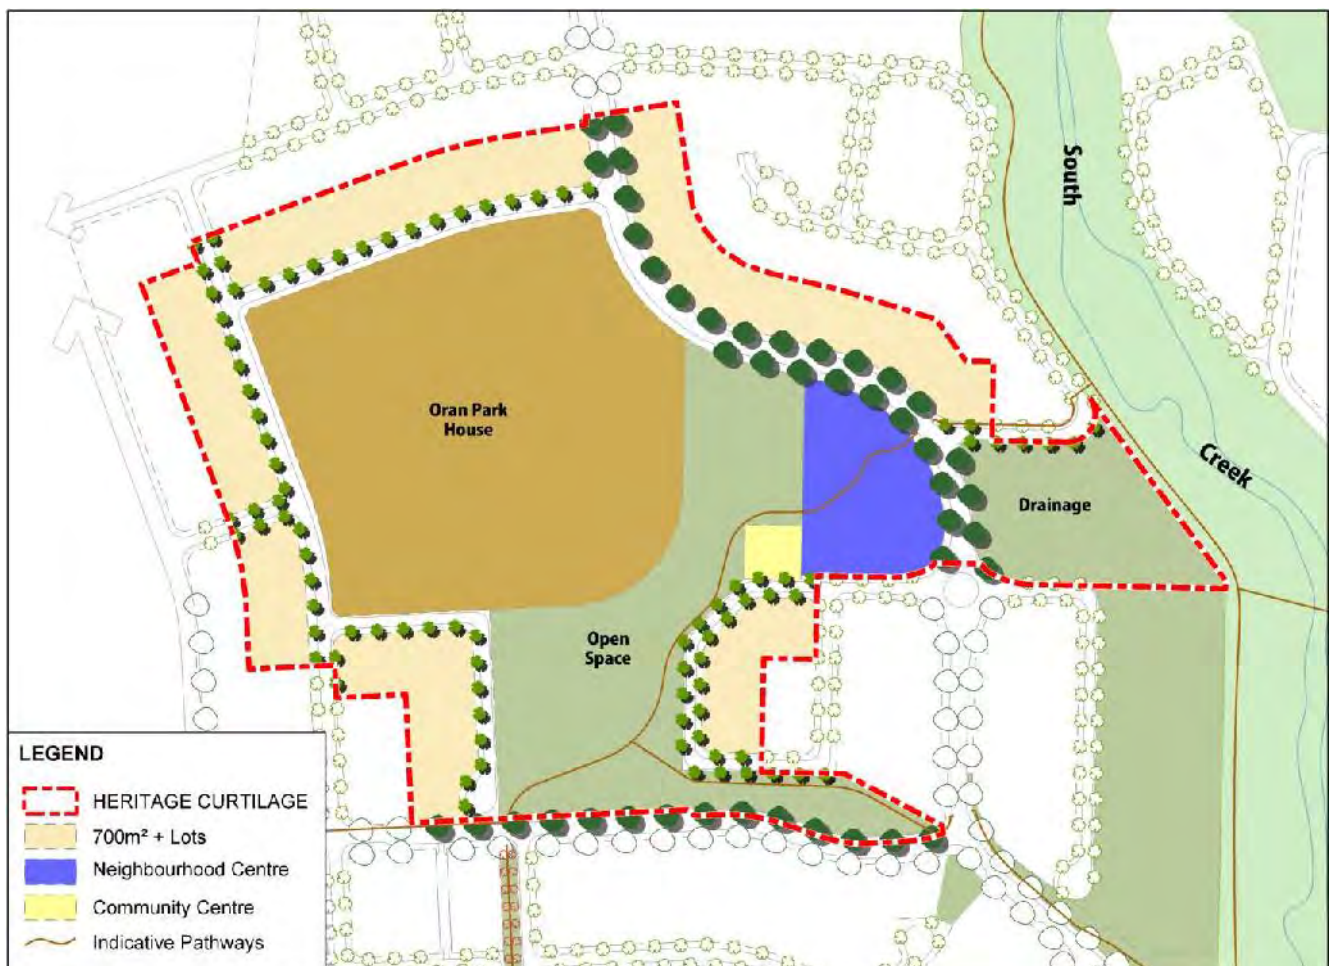 South
Creek
Oran Park
House
Drainage
Open
Space
LEGEND
HERITAGE CURTILAGE
700m² + Lots
Neighbourhood Centre
Community Centre
Indicative Pathways